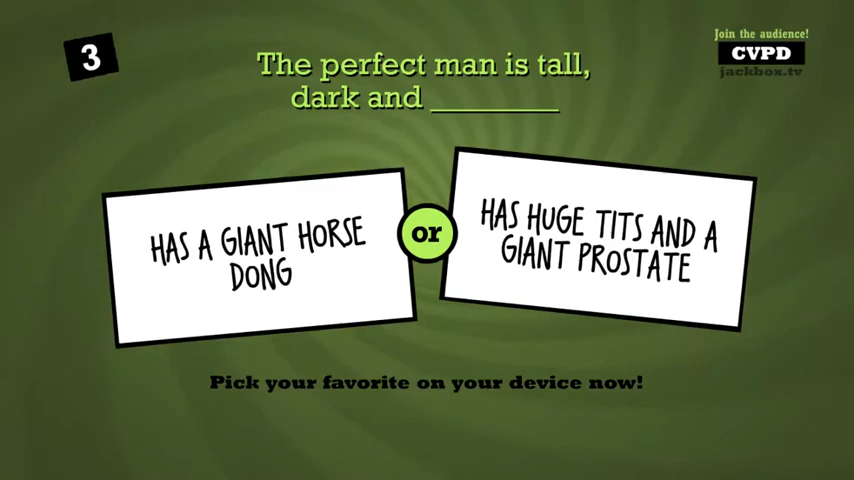 3
Join the audience!
CVPD
jackbox.tv
The perfect man is tall,
dark and _________
HAS A GIANT HORSE
DONG
or
HAS HUGE TITS AND A
GIANT PROSTATE
Pick your favorite on your device now!